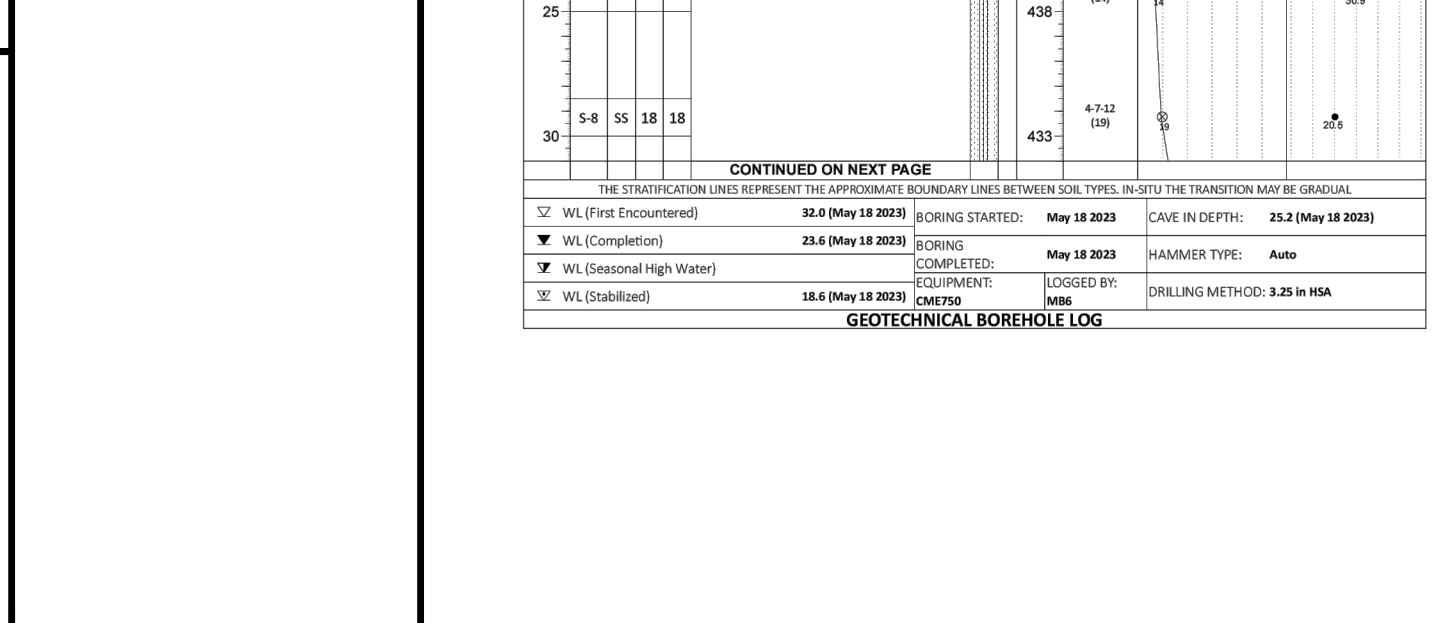 25
438
14
S-8 SS 18 18
4-7-12
(19)
19
20.5
30
433
CONTINUED ON NEXT PAGE
THE STRATIFICATION LINES REPRESENT THE APPROXIMATE BOUNDARY LINES BETWEEN SOIL TYPES. IN-SITU THE TRANSITION MAY BE GRADUAL
WL (First Encountered) 32.0 (May 18 2023)
BORING STARTED: May 18 2023
CAVE IN DEPTH: 25.2 (May 18 2023)
WL (Completion) 23.6 (May 18 2023)
BORING
COMPLETED: May 18 2023
HAMMER TYPE: Auto
WL (Seasonal High Water)
WL (Stabilized) 18.6 (May 18 2023)
EQUIPMENT:
CME750
LOGGED BY:
MB6
DRILLING METHOD: 3.25 in HSA
GEOTECHNICAL BOREHOLE LOG